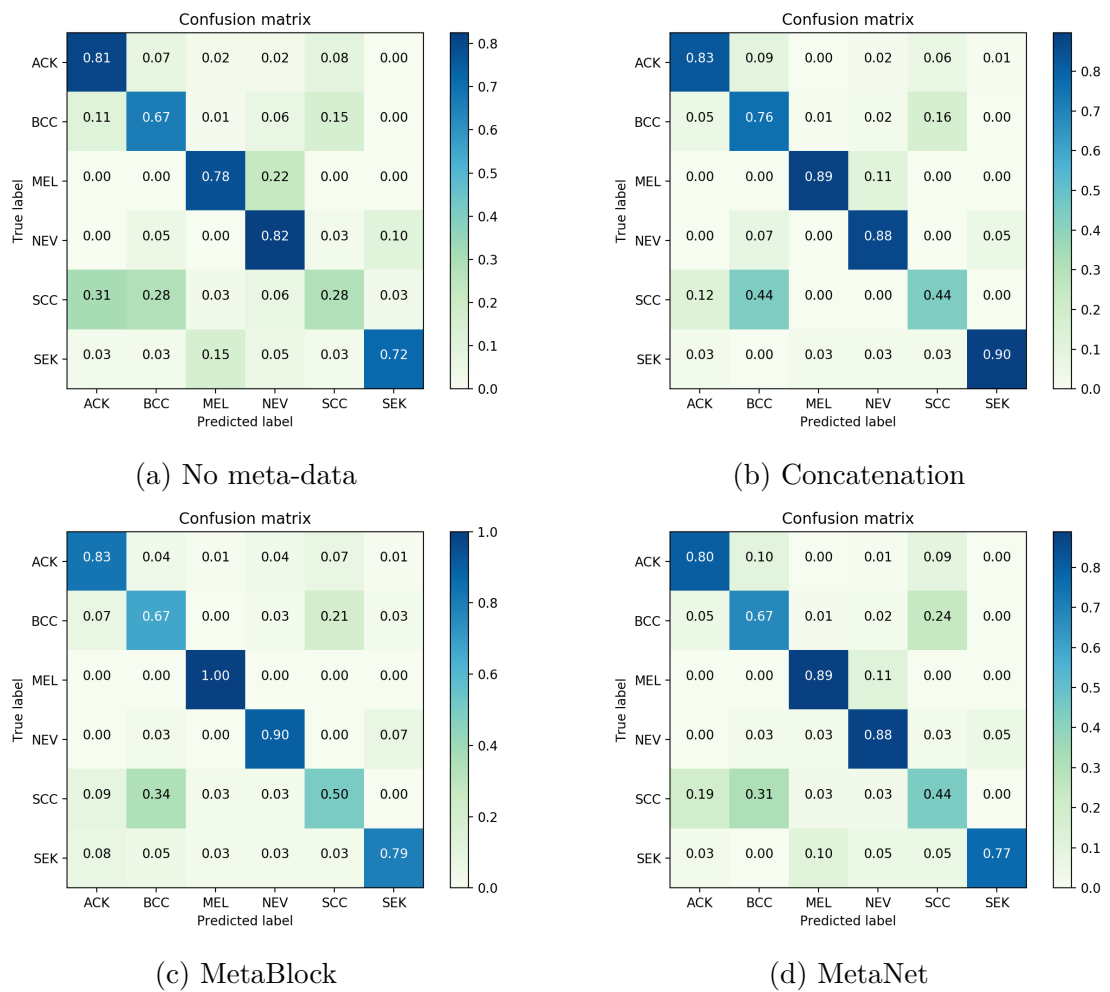 Confusion matrix
ACK 0.81 0.07 0.02 0.02 0.08 0.00
BCC 0.11 0.67 0.01 0.06 0.15 0.00
MEL 0.00 0.00 0.78 0.22 0.00 0.00
NEV 0.00 0.05 0.00 0.82 0.03 0.10
SCC 0.31 0.28 0.03 0.06 0.28 0.03
SEK 0.03 0.03 0.15 0.05 0.03 0.72
ACK BCC MEL NEV SCC SEK
Predicted label
True label
0.8
0.7
0.6
0.5
0.4
0.3
0.2
0.1
0.0
(a) No meta-data
Confusion matrix
ACK 0.83 0.09 0.00 0.02 0.06 0.01
BCC 0.05 0.76 0.01 0.02 0.16 0.00
MEL 0.00 0.00 0.89 0.11 0.00 0.00
NEV 0.00 0.07 0.00 0.88 0.00 0.05
SCC 0.12 0.44 0.00 0.00 0.44 0.00
SEK 0.03 0.00 0.03 0.03 0.03 0.90
ACK BCC MEL NEV SCC SEK
Predicted label
True label
0.8
0.7
0.6
0.5
0.4
0.3
0.2
0.1
0.0
(b) Concatenation
Confusion matrix
ACK 0.83 0.04 0.01 0.04 0.07 0.01
BCC 0.07 0.67 0.00 0.03 0.21 0.03
MEL 0.00 0.00 1.00 0.00 0.00 0.00
NEV 0.00 0.03 0.00 0.90 0.00 0.07
SCC 0.09 0.34 0.03 0.03 0.50 0.00
SEK 0.08 0.05 0.03 0.03 0.03 0.79
ACK BCC MEL NEV SCC SEK
Predicted label
True label
1.0
0.8
0.6
0.4
0.2
0.0
(c) MetaBlock
Confusion matrix
ACK 0.80 0.10 0.00 0.01 0.09 0.00
BCC 0.05 0.67 0.01 0.02 0.24 0.00
MEL 0.00 0.00 0.89 0.11 0.00 0.00
NEV 0.00 0.03 0.03 0.88 0.03 0.05
SCC 0.19 0.31 0.03 0.03 0.44 0.00
SEK 0.03 0.00 0.10 0.05 0.05 0.77
ACK BCC MEL NEV SCC SEK
Predicted label
True label
0.8
0.7
0.6
0.5
0.4
0.3
0.2
0.1
0.0
(d) MetaNet